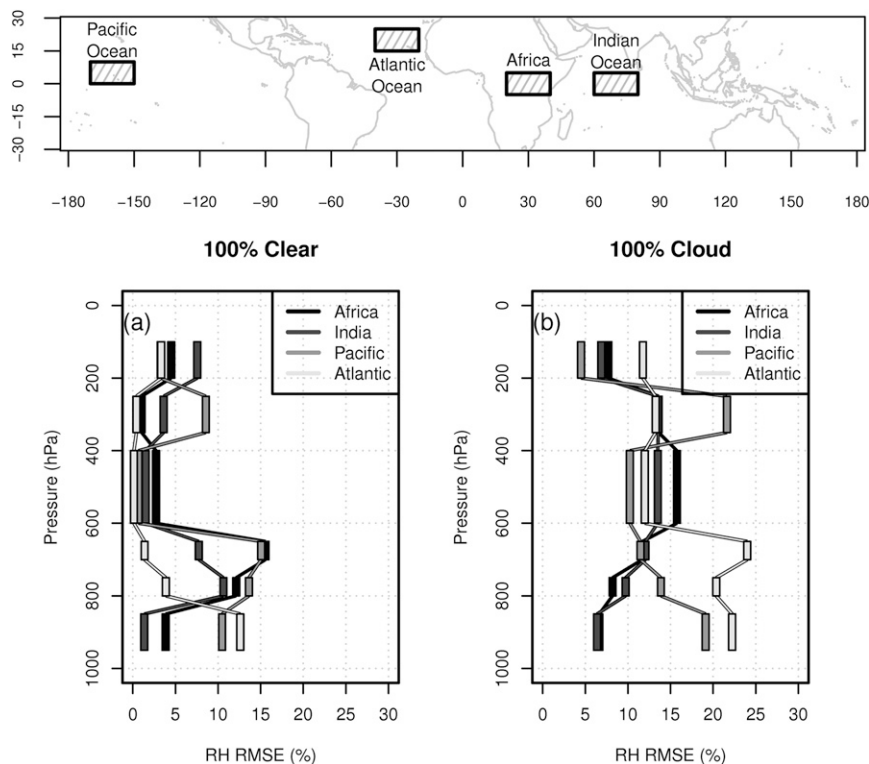 30
15
0
−15
−30
Pacific
Ocean
Atlantic
Ocean
Africa
Indian
Ocean
−180 −150 −120 −90 −60 −30 0 30 60 90 120 150 180
100% Clear
100% Cloud
(a)
Africa
India
Pacific
Atlantic
0
200
400
600
800
1000
Pressure (hPa)
0 5 10 15 20 25 30
RH RMSE (%)
(b)
Africa
India
Pacific
Atlantic
0
200
400
600
800
1000
Pressure (hPa)
0 5 10 15 20 25 30
RH RMSE (%)